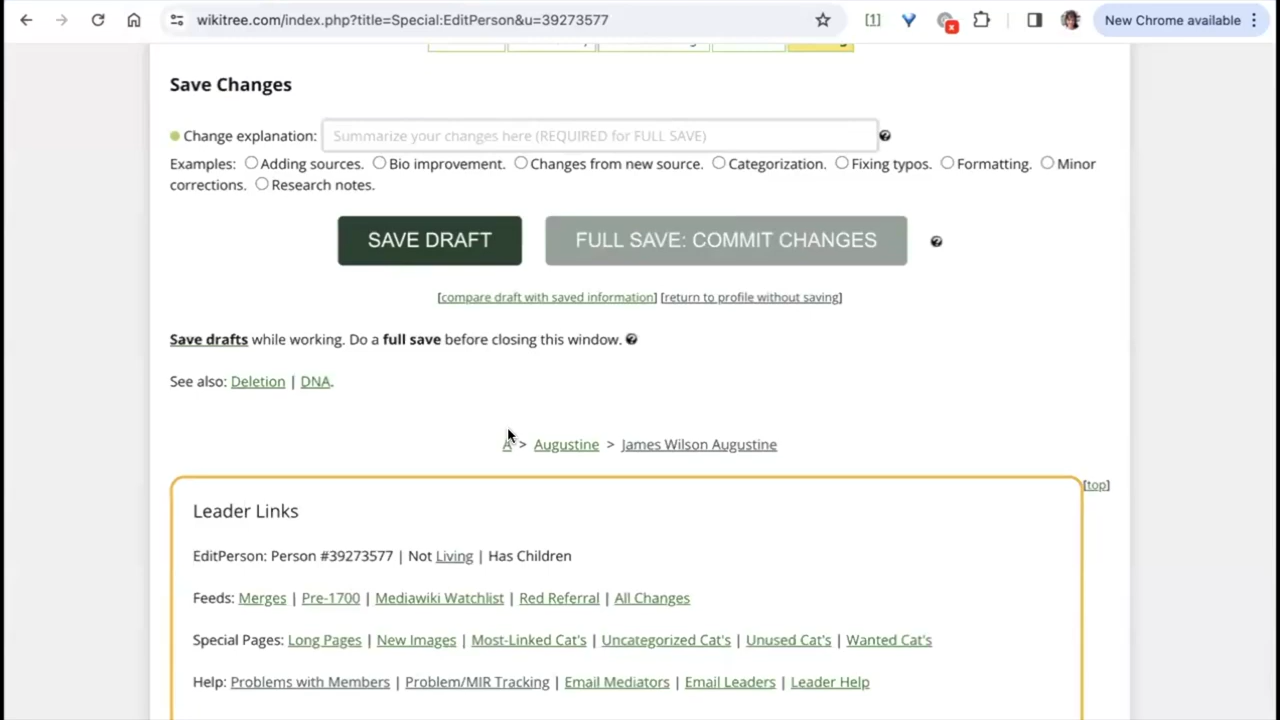 wikitree.com/index.php?title=Special:EditPerson&u=39273577
New Chrome available
Save Changes
Change explanation: Summarize your changes here (REQUIRED for FULL SAVE)
Examples: Adding sources. Bio improvement. Changes from new source. Categorization. Fixing typos. Formatting. Minor
corrections. Research notes.
SAVE DRAFT FULL SAVE: COMMIT CHANGES
[compare draft with saved information] [return to profile without saving]
Save drafts while working. Do a full save before closing this window.
See also: Deletion | DNA.
A > Augustine > James Wilson Augustine
[top]
Leader Links
EditPerson: Person #39273577 | Not Living | Has Children
Feeds: Merges | Pre-1700 | Mediawiki Watchlist | Red Referral | All Changes
Special Pages: Long Pages | New Images | Most-Linked Cat's | Uncategorized Cat's | Unused Cat's | Wanted Cat's
Help: Problems with Members | Problem/MIR Tracking | Email Mediators | Email Leaders | Leader Help